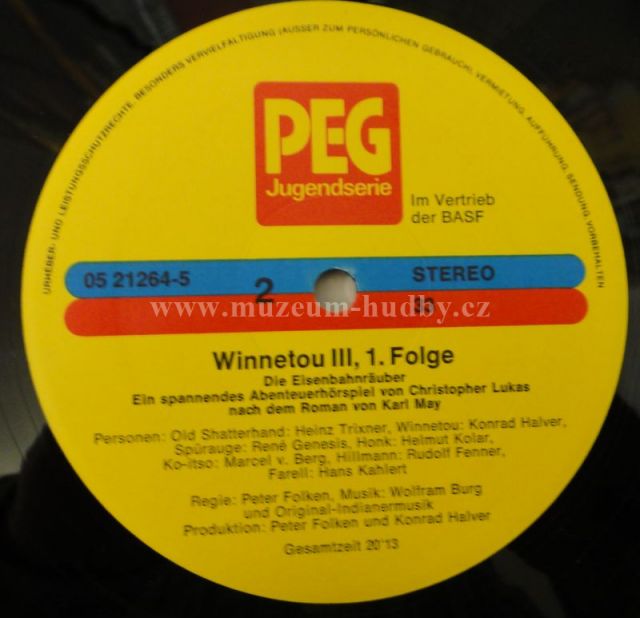 URHEBER- UND LEISTUNGSSCHUTZRECHTE, BESONDERS VERVIELFÄLTIGUNG (AUSSER ZUM PERSÖNLICHEN GEBRAUCH), VERMIETUNG, AUFFÜHRUNG, SENDUNG, VORBEHALTEN
PEG
Jugendserie
Im Vertrieb
der BASF
05 21264-5
2
STEREO
www.muzeum-hudby.cz
Winnetou III, 1. Folge
Die Eisenbahnräuber
Ein spannendes Abenteuerhörspiel von Christopher Lukas
nach dem Roman von Karl May
Personen: Old Shatterhand: Heinz Trixner, Winnetou: Konrad Halver,
Spürauge: René Genesis, Honk: Helmut Kolar,
Ko-itso: Marcel v. Berg, Hillmann: Rudolf Fenner,
Farell: Hans Kahlert
Regie: Peter Folken, Musik: Wolfram Burg
und Original-Indianermusik
Produktion: Peter Folken und Konrad Halver
Gesamtzeit 20'13